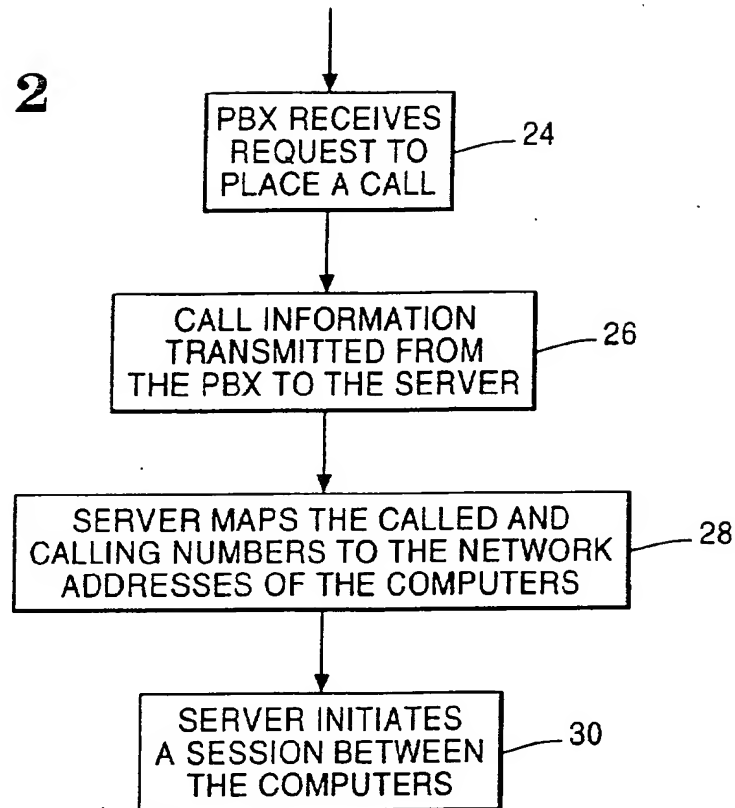 2
PBX RECEIVES
REQUEST TO
PLACE A CALL
24
CALL INFORMATION
TRANSMITTED FROM
THE PBX TO THE SERVER
26
SERVER MAPS THE CALLED AND
CALLING NUMBERS TO THE NETWORK
ADDRESSES OF THE COMPUTERS
28
SERVER INITIATES
A SESSION BETWEEN
THE COMPUTERS
30